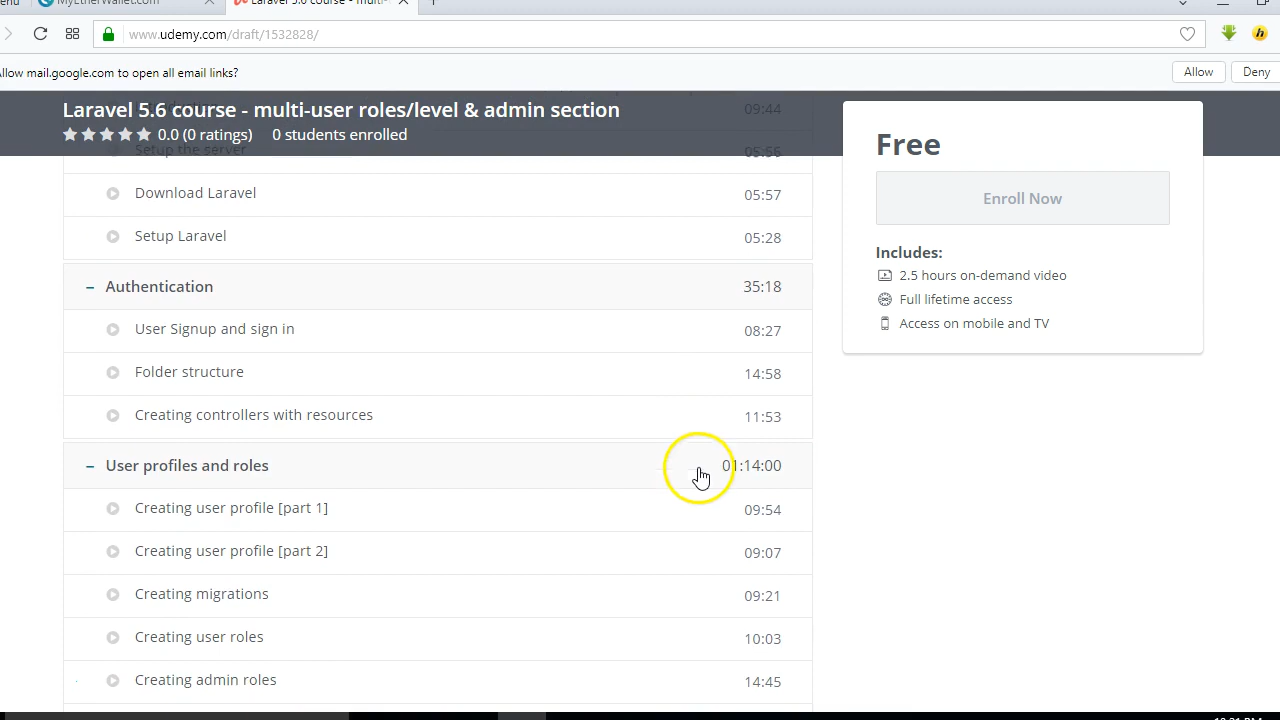 MyEtherWallet.com
Laravel 5.6 course - multi-
www.udemy.com/draft/1532828/
llow mail.google.com to open all email links?
Allow
Deny
Laravel 5.6 course - multi-user roles/level & admin section
09:44
0.0 (0 ratings) 0 students enrolled
Setup the server 05:56
Download Laravel 05:57
Setup Laravel 05:28
Authentication 35:18
User Signup and sign in 08:27
Folder structure 14:58
Creating controllers with resources 11:53
User profiles and roles 01:14:00
Creating user profile [part 1] 09:54
Creating user profile [part 2] 09:07
Creating migrations 09:21
Creating user roles 10:03
Creating admin roles 14:45
Free
Enroll Now
Includes:
2.5 hours on-demand video
Full lifetime access
Access on mobile and TV